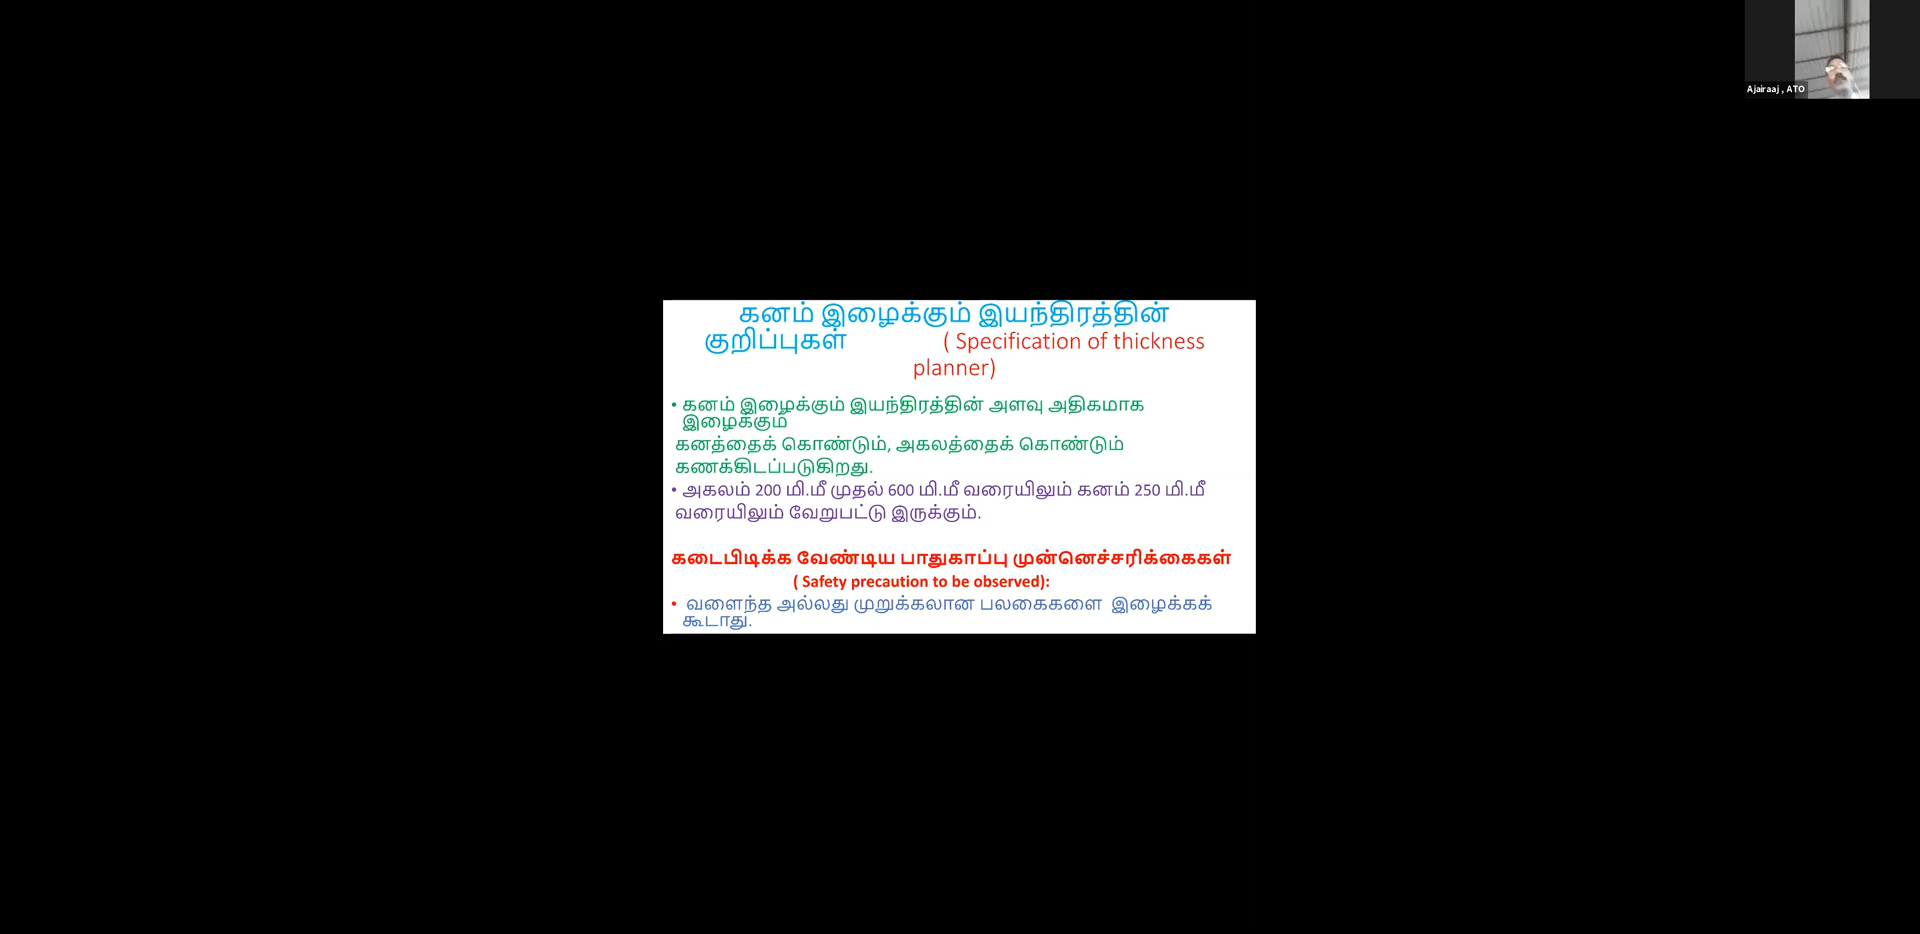 Ajairaaj , ATO
கனம் இழைக்கும் இயந்திரத்தின்
குறிப்புகள் ( Specification of thickness
planner)
• கனம் இழைக்கும் இயந்திரத்தின் அளவு அதிகமாக
இழைக்கும்
கனத்தைக் கொண்டும், அகலத்தைக் கொண்டும்
கணக்கிடப்படுகிறது.
• அகலம் 200 மி.மீ முதல் 600 மி.மீ வரையிலும் கனம் 250 மி.மீ
வரையிலும் வேறுபட்டு இருக்கும்.
கடைபிடிக்க வேண்டிய பாதுகாப்பு முன்னெச்சரிக்கைகள்
( Safety precaution to be observed):
• வளைந்த அல்லது முறுக்கலான பலகைகளை இழைக்கக்
கூடாது.